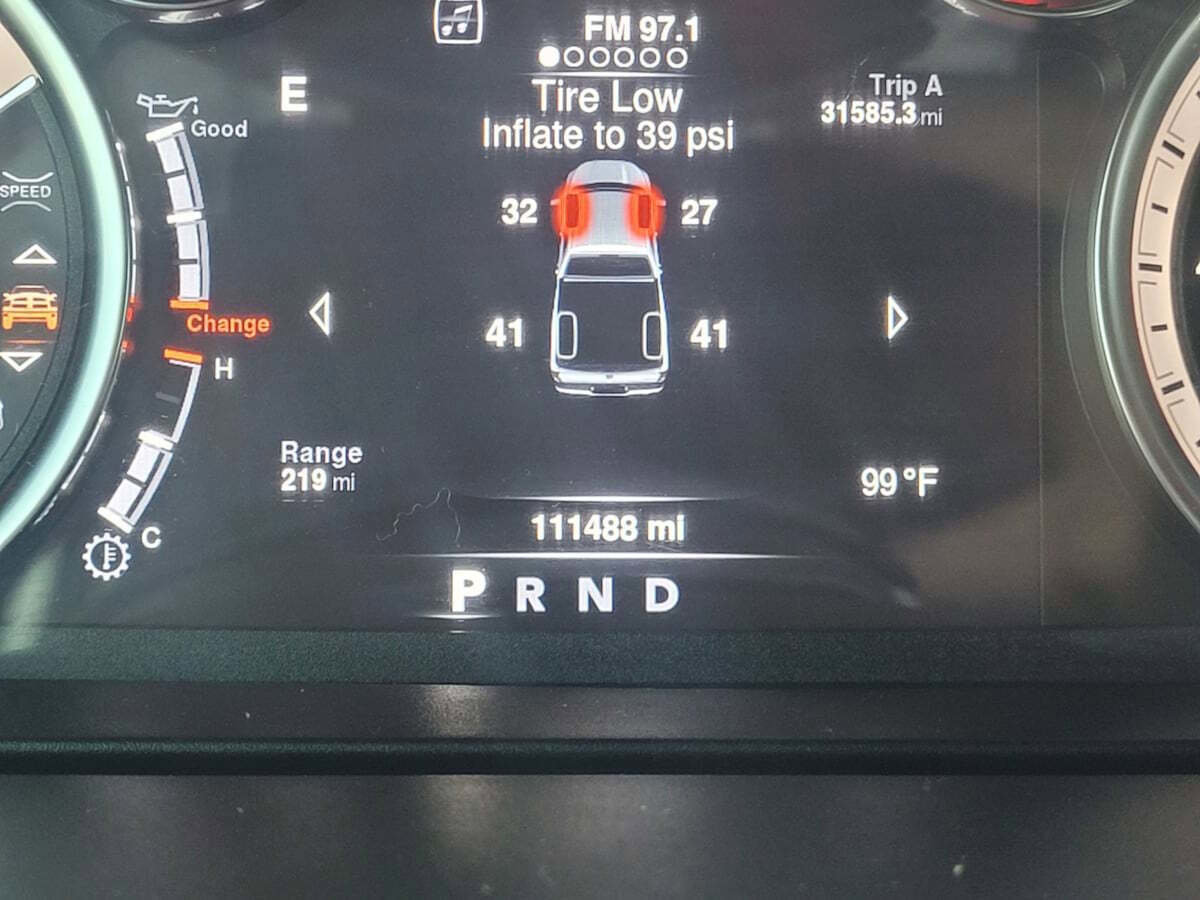 FM 97.1
E
Tire Low
Trip A
31585.3 mi
Good
Inflate to 39 psi
SPEED
32
27
Change
41
41
H
Range
219 mi
99 °F
111488 mi
C
P R N D